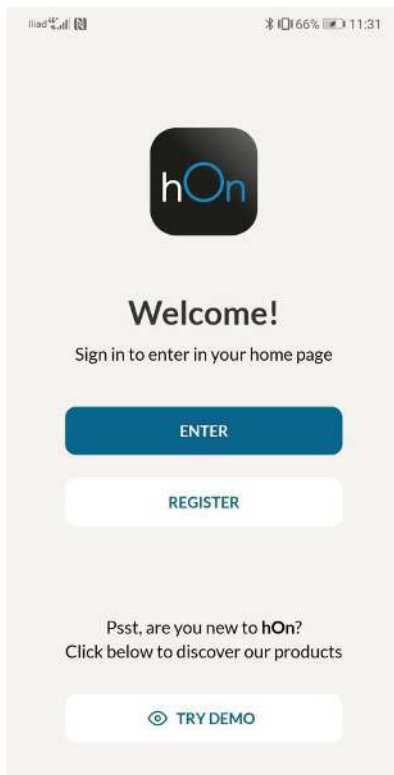 Iliad 66% 11:31
hOn
Welcome!
Sign in to enter in your home page
ENTER
REGISTER
Psst, are you new to hOn?
Click below to discover our products
TRY DEMO